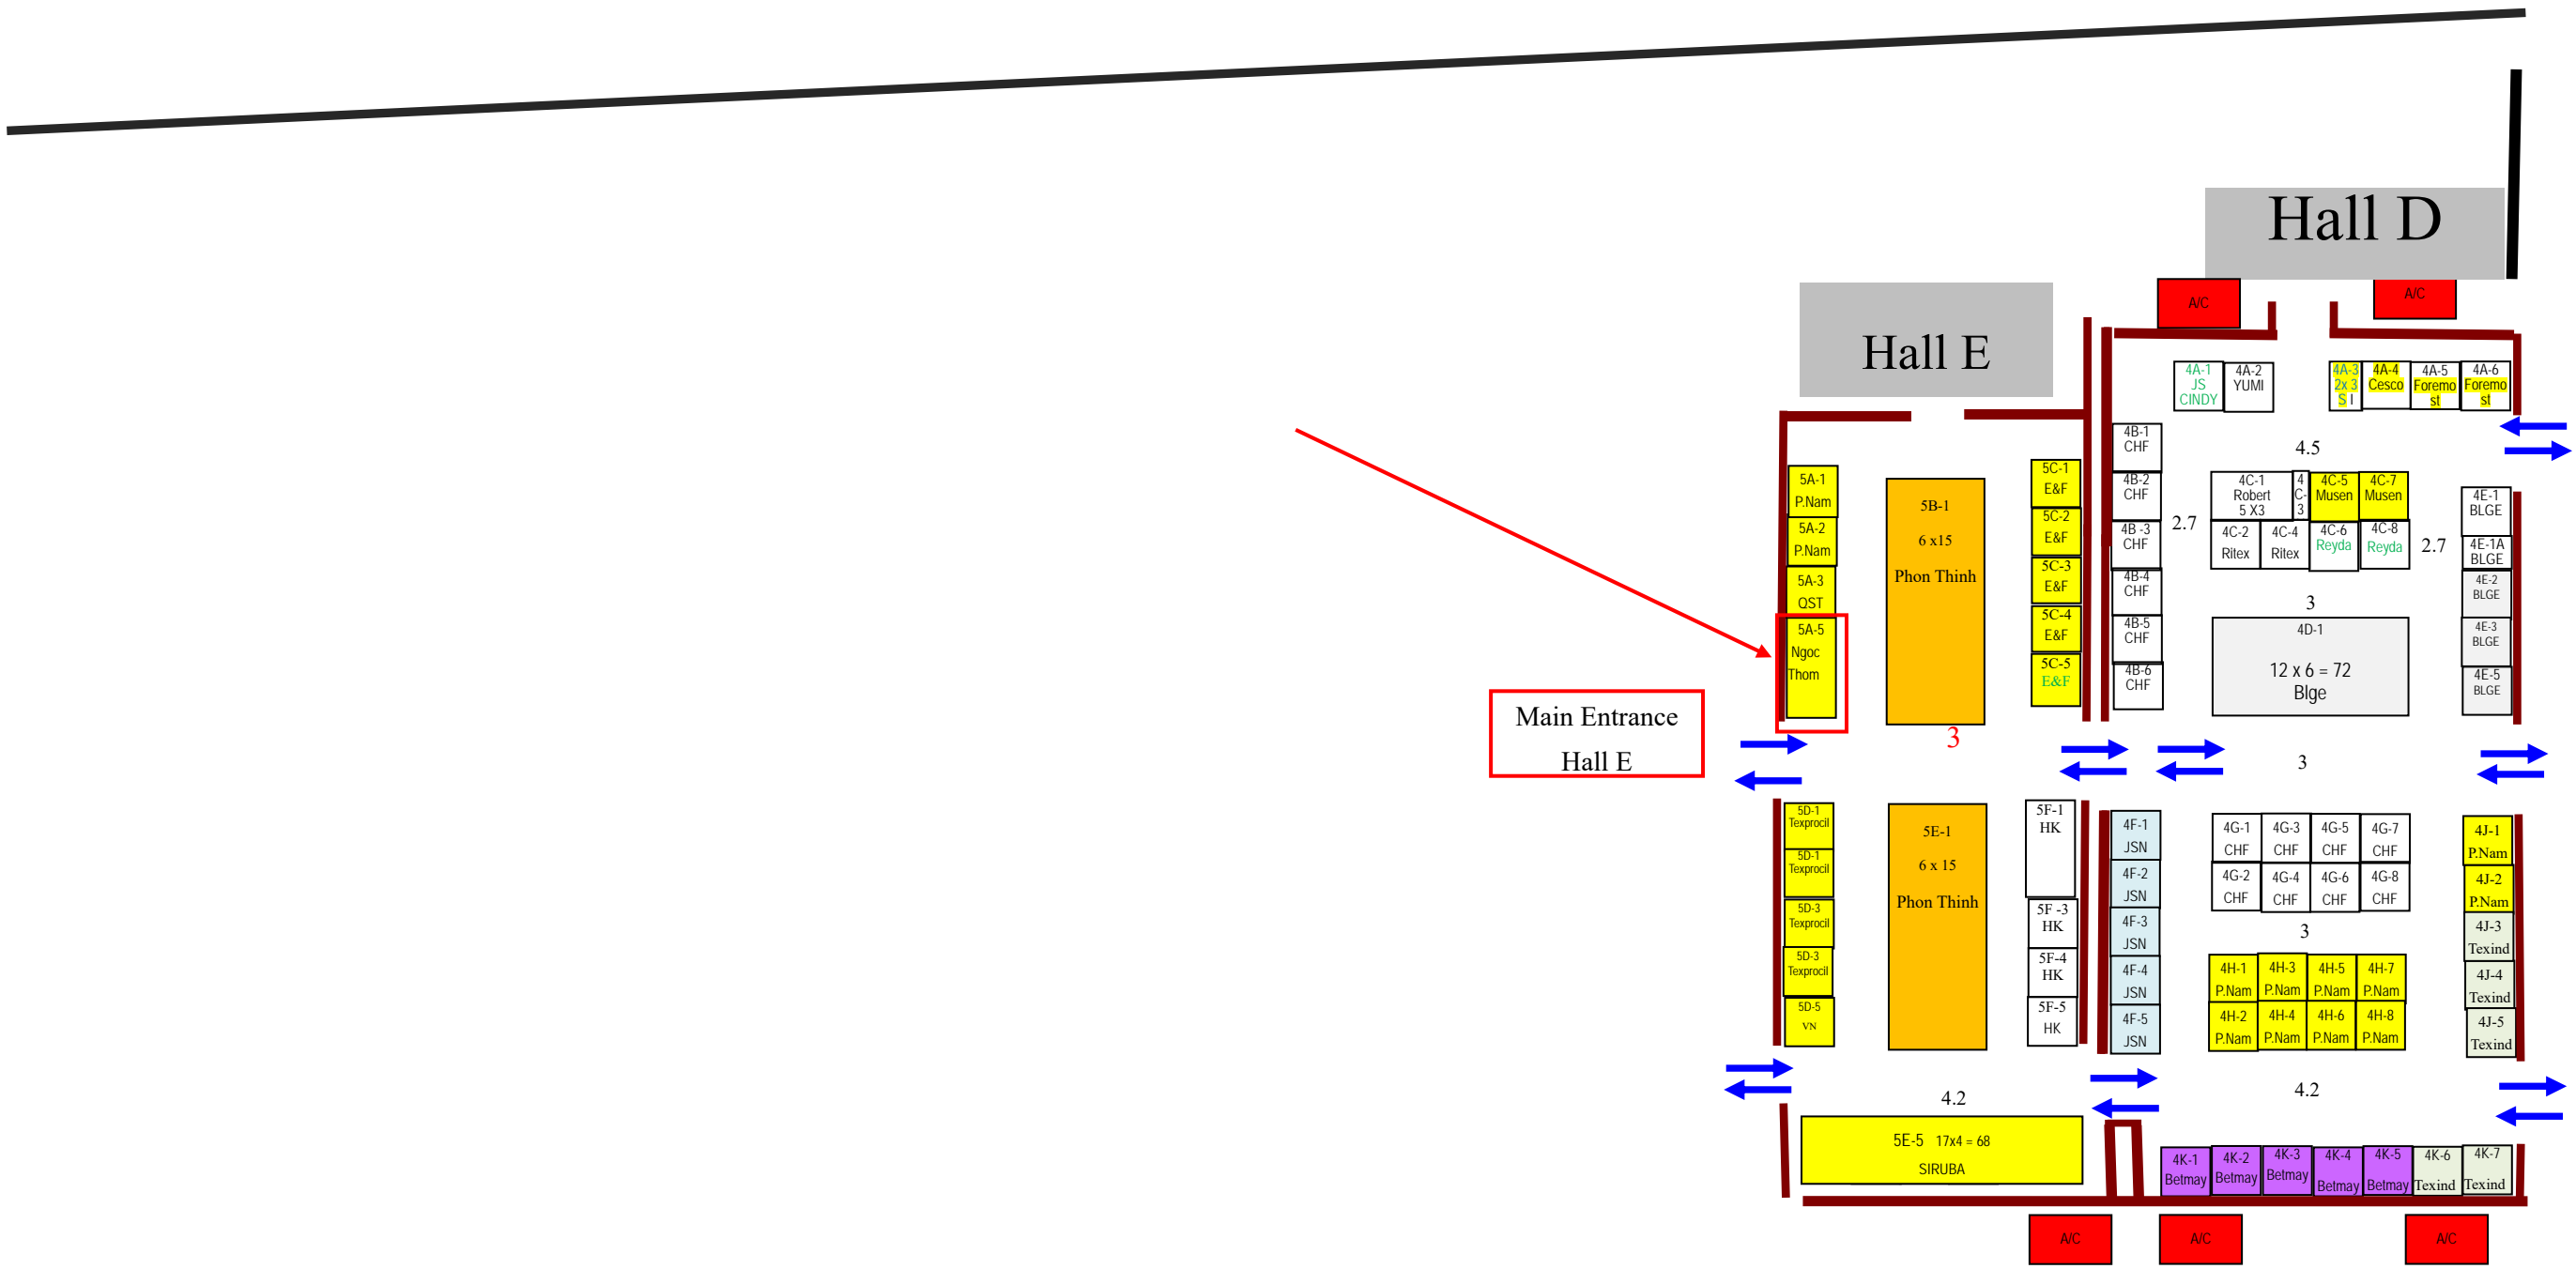 Hall D
A/C
A/C
Hall E
4A-1
JS
CINDY
4A-2
YUMI
4A-3
2x 3
S I
4A-4
Cesco
4A-5
Foremo
st
4A-6
Foremo
st
4.5
4B-1
CHF
4B-2
CHF
4B -3
CHF
4B-4
CHF
4B-5
CHF
4B-6
CHF
2.7
4C-1
Robert
5 X3
4
C-
3
4C-5
Musen
4C-7
Musen
4C-2
Ritex
4C-4
Ritex
4C-6
Reyda
4C-8
Reyda
2.7
4E-1
BLGE
4E-1A
BLGE
4E-2
BLGE
4E-3
BLGE
4E-5
BLGE
3
4D-1
12 x 6 = 72
Blge
5A-1
P.Nam
5A-2
P.Nam
5A-3
QST
5A-5
Ngoc
Thom
5B-1
6 x15
Phon Thinh
5C-1
E&F
5C-2
E&F
5C-3
E&F
5C-4
E&F
5C-5
E&F
Main Entrance
Hall E
3
3
5D-1
Texprocil
5D-1
Texprocil
5D-3
Texprocil
5D-3
Texprocil
5D-5
VN
5E-1
6 x 15
Phon Thinh
5F-1
HK
5F -3
HK
5F-4
HK
5F-5
HK
4F-1
JSN
4F-2
JSN
4F-3
JSN
4F-4
JSN
4F-5
JSN
4G-1
CHF
4G-3
CHF
4G-5
CHF
4G-7
CHF
4G-2
CHF
4G-4
CHF
4G-6
CHF
4G-8
CHF
3
4H-1
P.Nam
4H-3
P.Nam
4H-5
P.Nam
4H-7
P.Nam
4H-2
P.Nam
4H-4
P.Nam
4H-6
P.Nam
4H-8
P.Nam
4J-1
P.Nam
4J-2
P.Nam
4J-3
Texind
4J-4
Texind
4J-5
Texind
4.2
4.2
5E-5 17x4 = 68
SIRUBA
4K-1
Betmay
4K-2
Betmay
4K-3
Betmay
4K-4
Betmay
4K-5
Betmay
4K-6
Texind
4K-7
Texind
A/C
A/C
A/C